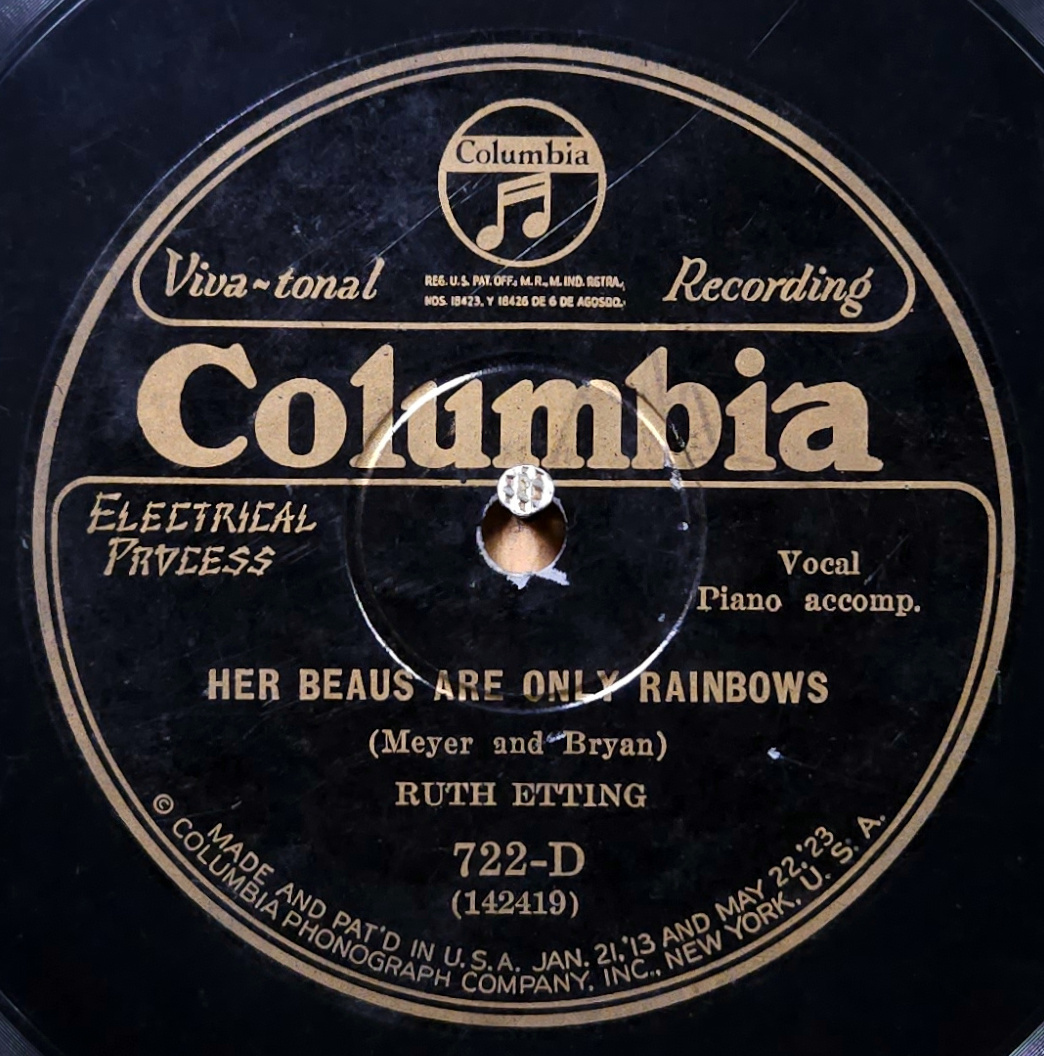 Columbia
Viva-tonal Recording
REG. U.S. PAT. OFF., M. R., M. IND. RGTRA.
NOS. 18423, Y 18426 DE 6 DE AGOSDO.
Columbia
ELECTRICAL
PROCESS
Vocal
Piano accomp.
HER BEAUS ARE ONLY RAINBOWS
(Meyer and Bryan)
RUTH ETTING
722-D
(142419)
MADE AND PAT'D IN U.S.A. JAN. 21, '13 AND MAY 22, '23
© COLUMBIA PHONOGRAPH COMPANY, INC., NEW YORK, U. S. A.